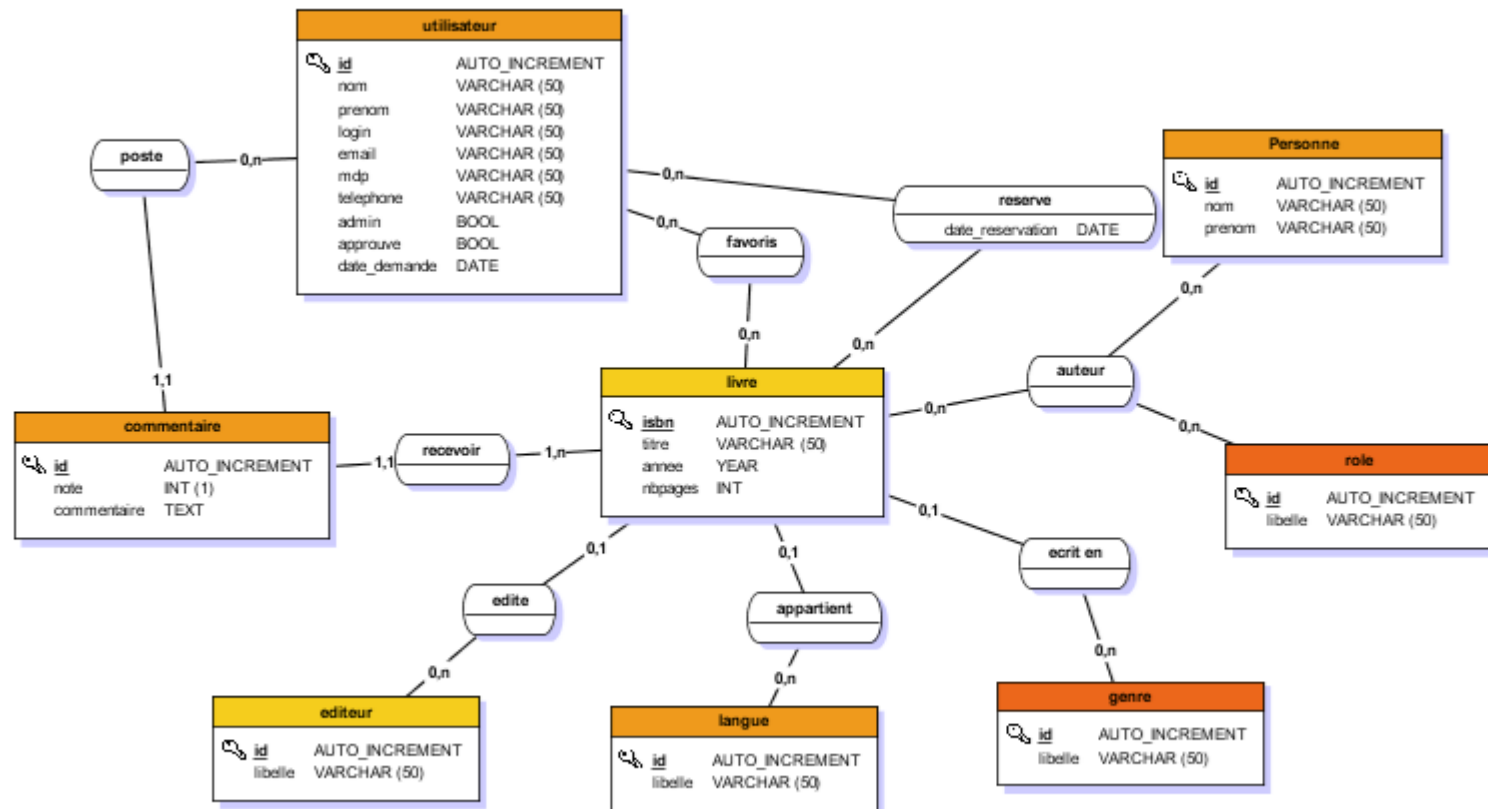 utilisateur
id AUTO_INCREMENT
nom VARCHAR (50)
prenom VARCHAR (50)
login VARCHAR (50)
email VARCHAR (50)
mdp VARCHAR (50)
telephone VARCHAR (50)
admin BOOL
approuve BOOL
date_demande DATE
poste
0,n
1,1
0,n
favoris
0,n
0,n
reserve
date_reservation DATE
0,n
Personne
id AUTO_INCREMENT
nom VARCHAR (50)
prenom VARCHAR (50)
0,n
auteur
0,n
0,n
role
id AUTO_INCREMENT
libelle VARCHAR (50)
livre
isbn AUTO_INCREMENT
titre VARCHAR (50)
annee YEAR
nbpages INT
commentaire
id AUTO_INCREMENT
note INT (1)
commentaire TEXT
1,1
recevoir
1,n
0,1
edite
0,n
editeur
id AUTO_INCREMENT
libelle VARCHAR (50)
0,1
appartient
0,n
langue
id AUTO_INCREMENT
libelle VARCHAR (50)
0,1
ecrit en
0,n
genre
id AUTO_INCREMENT
libelle VARCHAR (50)